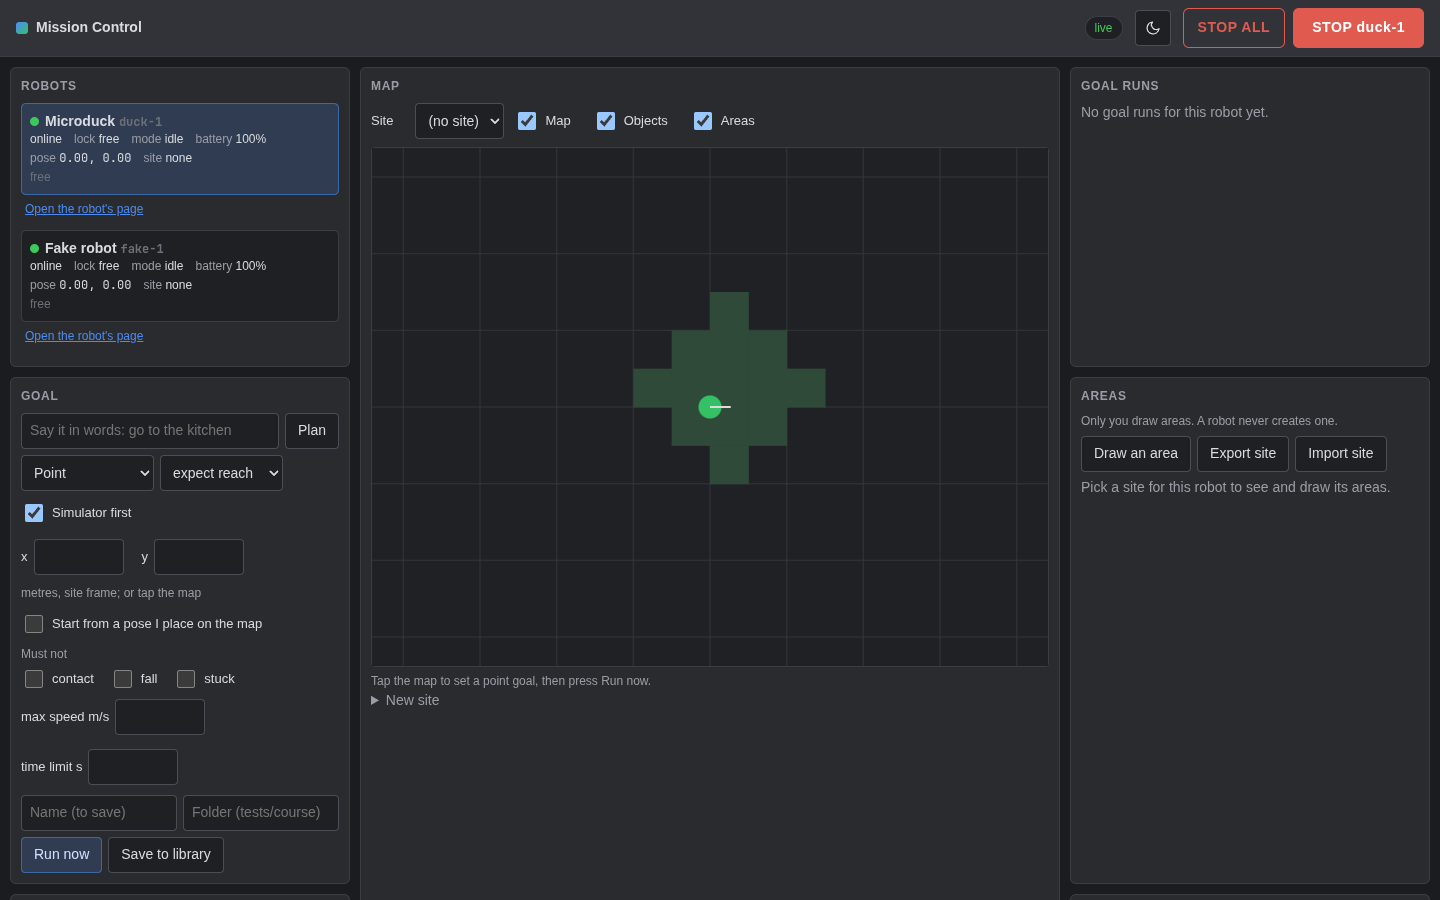 Mission Control
live
STOP ALL
STOP duck-1
ROBOTS
Microduck duck-1
online lock free mode idle battery 100%
pose 0.00, 0.00 site none
free
Open the robot's page
Fake robot fake-1
online lock free mode idle battery 100%
pose 0.00, 0.00 site none
free
Open the robot's page
GOAL
Say it in words: go to the kitchen
Plan
Point
expect reach
Simulator first
x
y
metres, site frame; or tap the map
Start from a pose I place on the map
Must not
contact fall stuck
max speed m/s
time limit s
Name (to save)
Folder (tests/course)
Run now
Save to library
MAP
Site (no site) Map Objects Areas
Tap the map to set a point goal, then press Run now.
New site
GOAL RUNS
No goal runs for this robot yet.
AREAS
Only you draw areas. A robot never creates one.
Draw an area
Export site
Import site
Pick a site for this robot to see and draw its areas.